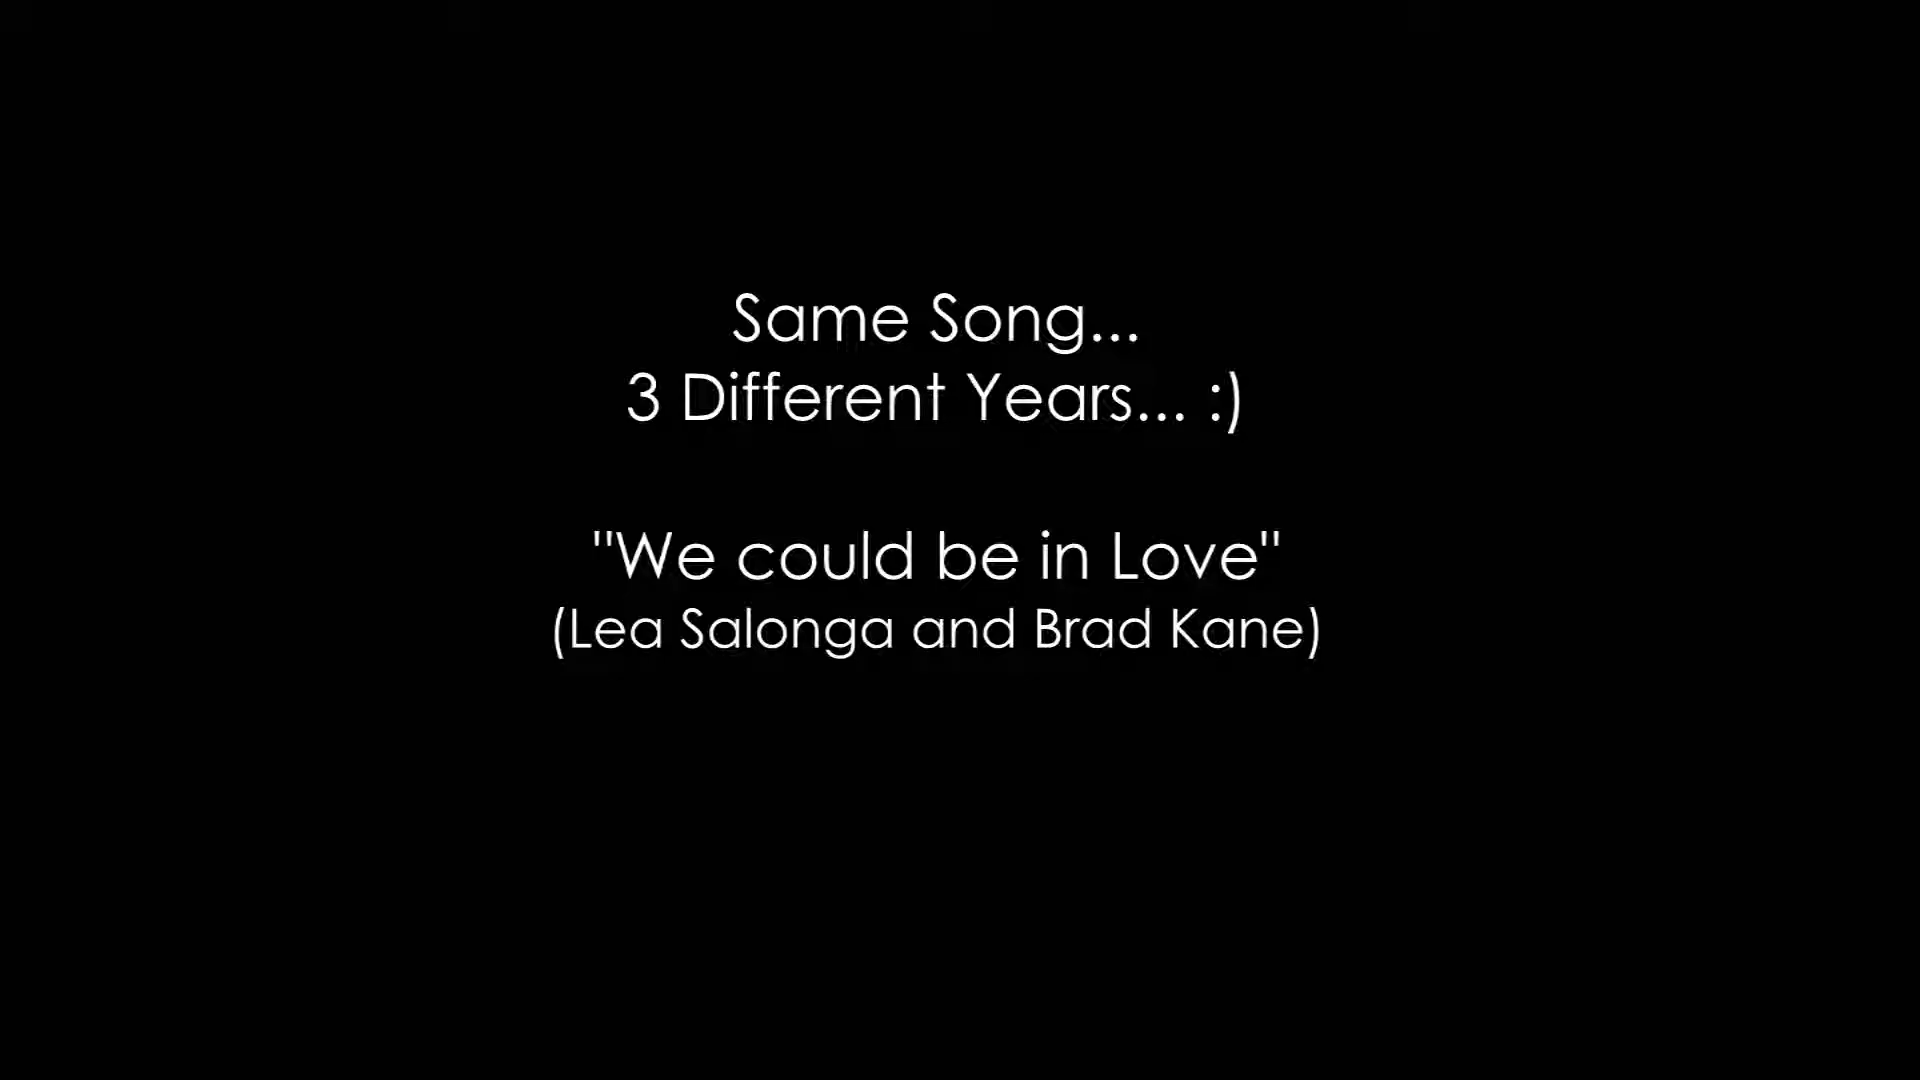 Same Song...
3 Different Years... :)
"We could be in Love"
(Lea Salonga and Brad Kane)